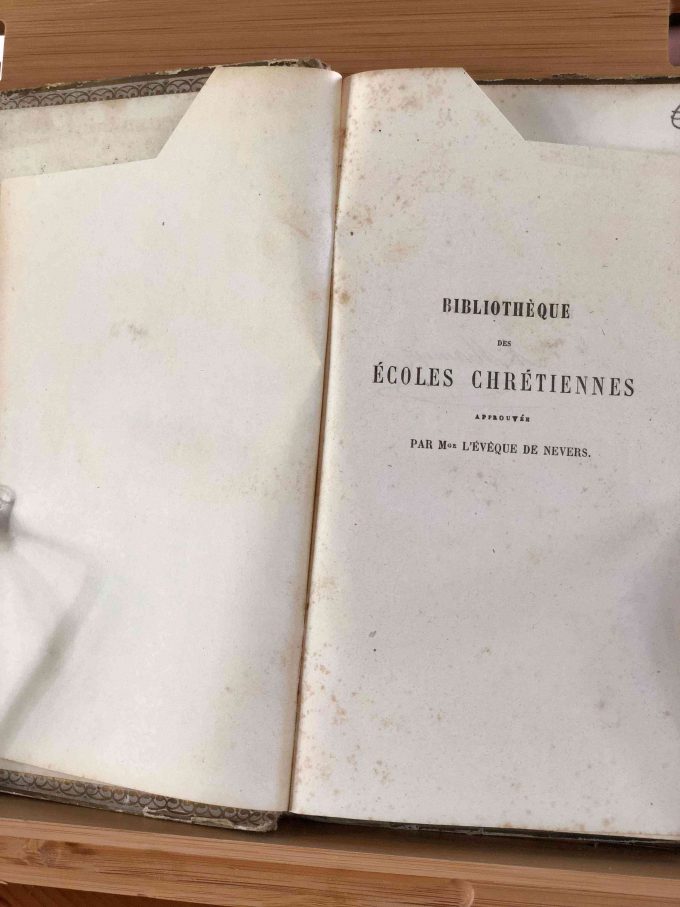 BIBLIOTHÈQUE
DES
ÉCOLES CHRÉTIENNES
APPROUVÉE
PAR Mgr L'ÉVÊQUE DE NEVERS.